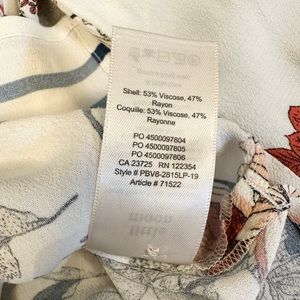 Shell: 53% Viscose, 47%
Rayon
Coquille: 53% Viscose, 47%
Rayonne
PO 4500097804
PO 4500097805
PO 4500097806
CA 23725 RN 122354
Style # PBV8-2815LP-19
Article # 71522